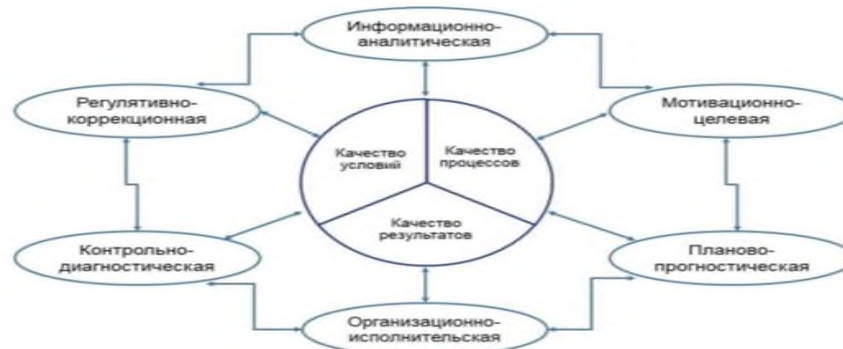 Информационно-
аналитическая
Регулятивно-
коррекционная
Мотивационно-
целевая
Качество
условий
Качество
процессов
Качество
результатов
Контрольно-
диагностическая
Планово-
прогностическая
Организационно-
исполнительская